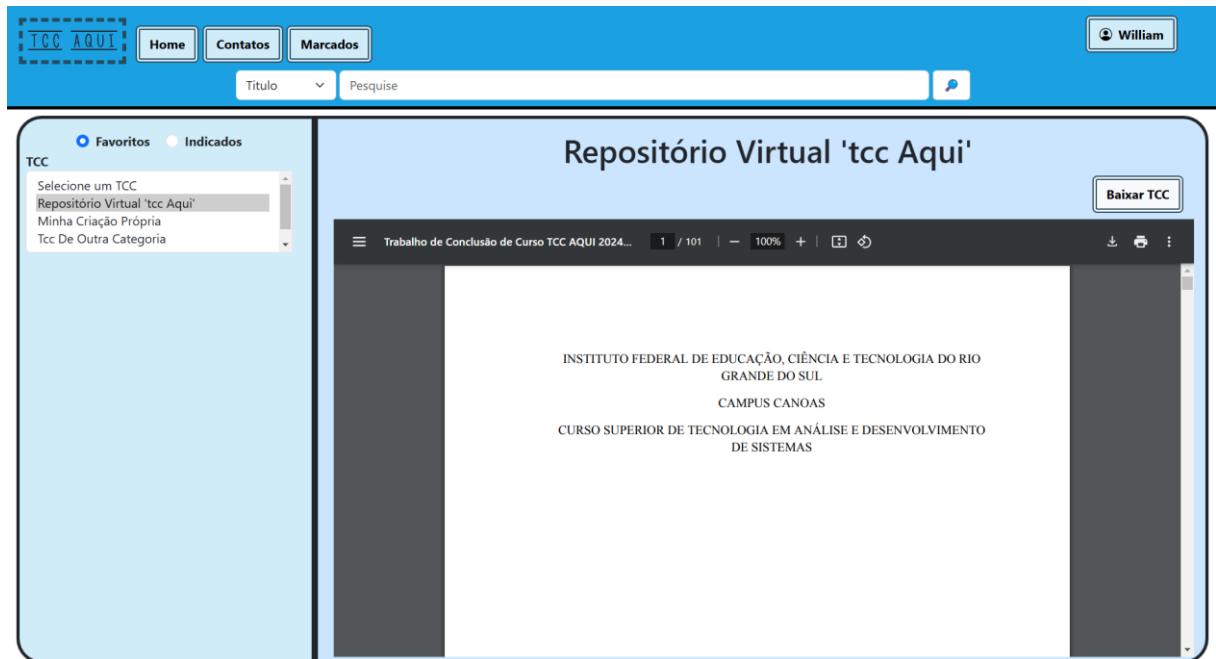 TCC AQUI
Home
Contatos
Marcados
William
Titulo
Pesquise
Favoritos
Indicados
TCC
Selecione um TCC
Repositório Virtual 'tcc Aqui'
Minha Criação Própria
Tcc De Outra Categoria
Repositório Virtual 'tcc Aqui'
Baixar TCC
Trabalho de Conclusão de Curso TCC AQUI 2024... 1 / 101 100%
INSTITUTO FEDERAL DE EDUCAÇÃO, CIÊNCIA E TECNOLOGIA DO RIO
GRANDE DO SUL
CAMPUS CANOAS
CURSO SUPERIOR DE TECNOLOGIA EM ANÁLISE E DESENVOLVIMENTO
DE SISTEMAS